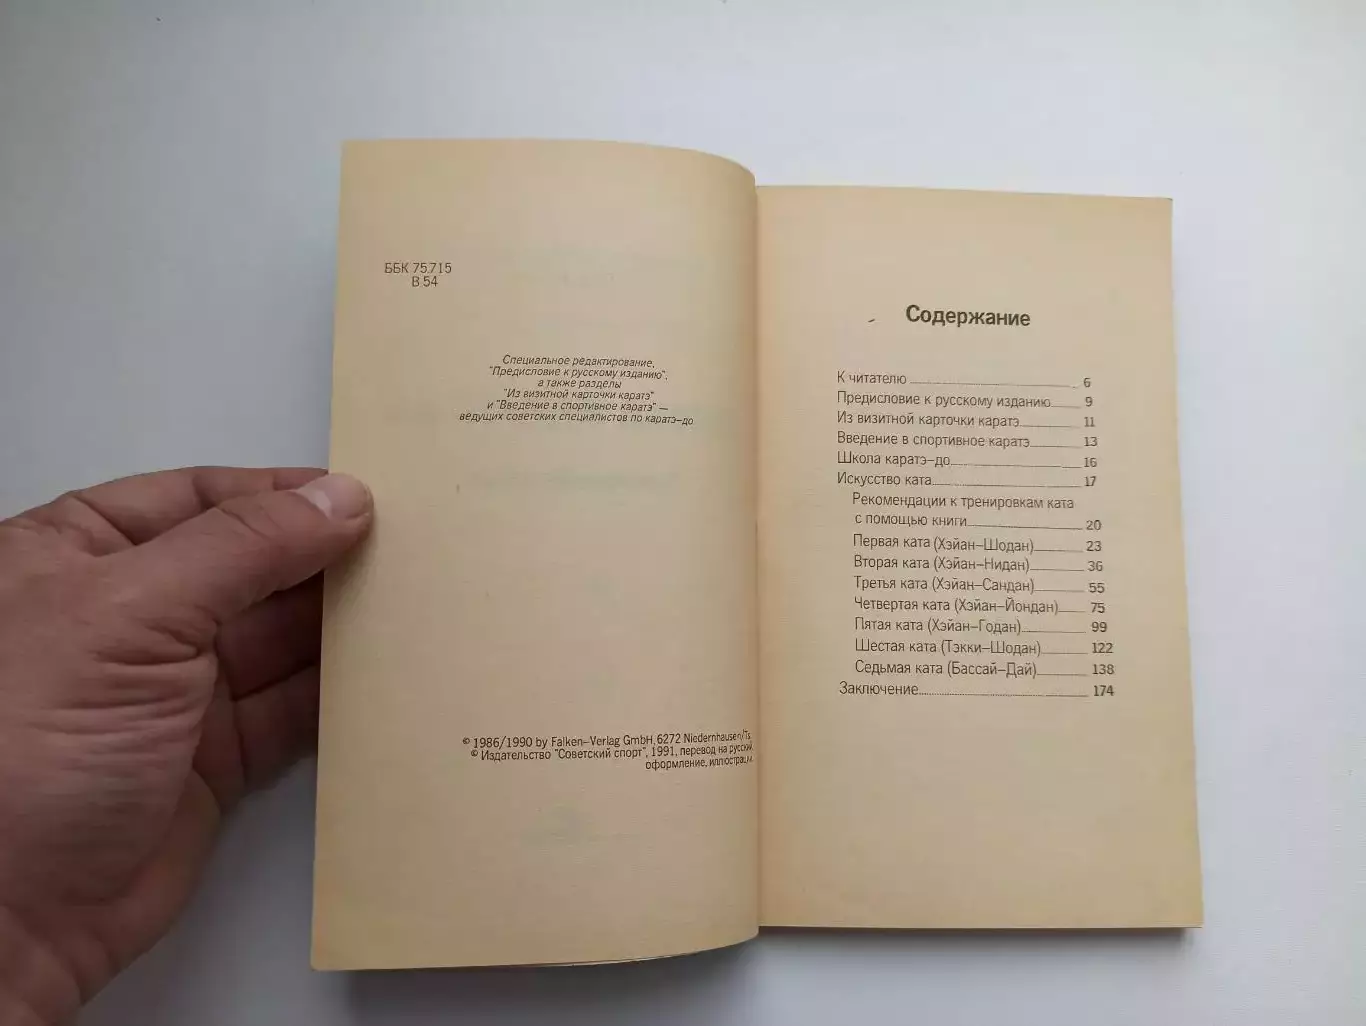 ББК 75.715
В 54
Специальное редактирование,
"Предисловие к русскому изданию",
а также разделы
"Из визитной карточки каратэ"
и "Введение в спортивное каратэ" —
ведущих советских специалистов по каратэ-до
© 1986/1990 by Falken-Verlag GmbH, 6272 Niedernhausen/Ts.
© Издательство "Советский спорт", 1991, перевод на русский,
оформление, иллюстрации.
Содержание
К читателю 6
Предисловие к русскому изданию 9
Из визитной карточки каратэ 11
Введение в спортивное каратэ 13
Школа каратэ-до 16
Искусство ката 17
Рекомендации к тренировкам ката
с помощью книги 20
Первая ката (Хэйан-Шодан) 23
Вторая ката (Хэйан-Нидан) 36
Третья ката (Хэйан-Сандан) 55
Четвертая ката (Хэйан-Йондан) 75
Пятая ката (Хэйан-Годан) 99
Шестая ката (Тэкки-Шодан) 122
Седьмая ката (Бассай-Дай) 138
Заключение 174